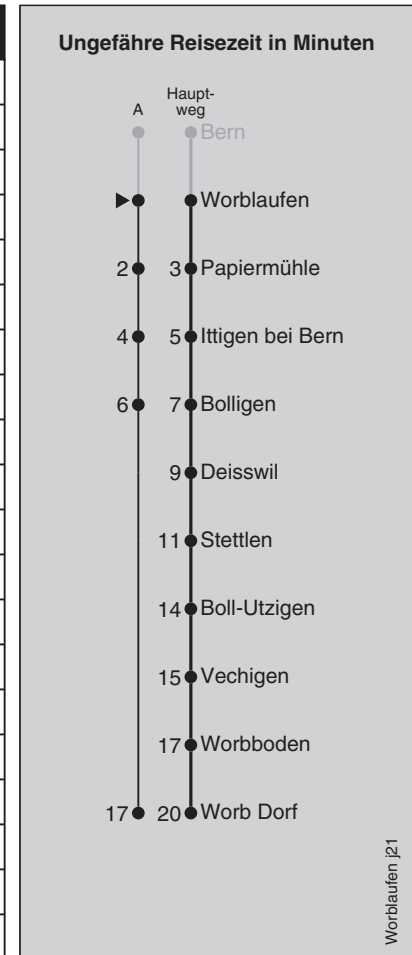 Ungefähre Reisezeit in Minuten
A Haupt-
weg
Bern
Worblaufen
2 3 Papiermühle
4 5 Ittigen bei Bern
6 7 Bolligen
9 Deisswil
11 Stettlen
14 Boll-Utzigen
15 Vechigen
17 Worbboden
17 20 Worb Dorf
Worblaufen j21